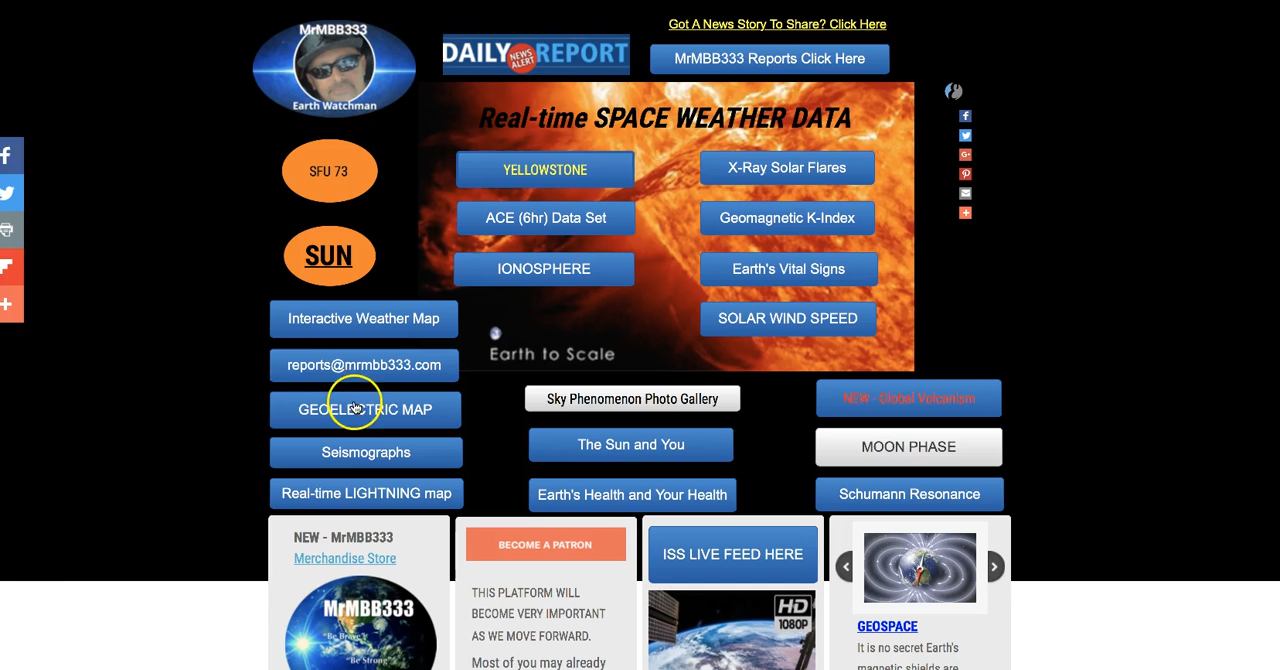 MrMBB333
Earth Watchman
DAILY NEWS ALERT REPORT
Got A News Story To Share? Click Here
MrMBB333 Reports Click Here
Real-time SPACE WEATHER DATA
SFU 73
YELLOWSTONE
X-Ray Solar Flares
ACE (6hr) Data Set
Geomagnetic K-Index
SUN
IONOSPHERE
Earth's Vital Signs
Interactive Weather Map
SOLAR WIND SPEED
Earth to Scale
reports@mrmbb333.com
Sky Phenomenon Photo Gallery
NEW - Global Volcanism
GEOELECTRIC MAP
The Sun and You
MOON PHASE
Seismographs
Real-time LIGHTNING map
Earth's Health and Your Health
Schumann Resonance
NEW - MrMBB333
Merchandise Store
MrMBB333
"Be Brave"
"Be Strong"
BECOME A PATRON
THIS PLATFORM WILL
BECOME VERY IMPORTANT
AS WE MOVE FORWARD.
Most of you may already
ISS LIVE FEED HERE
HD
1080P
GEOSPACE
It is no secret Earth's
magnetic shields are